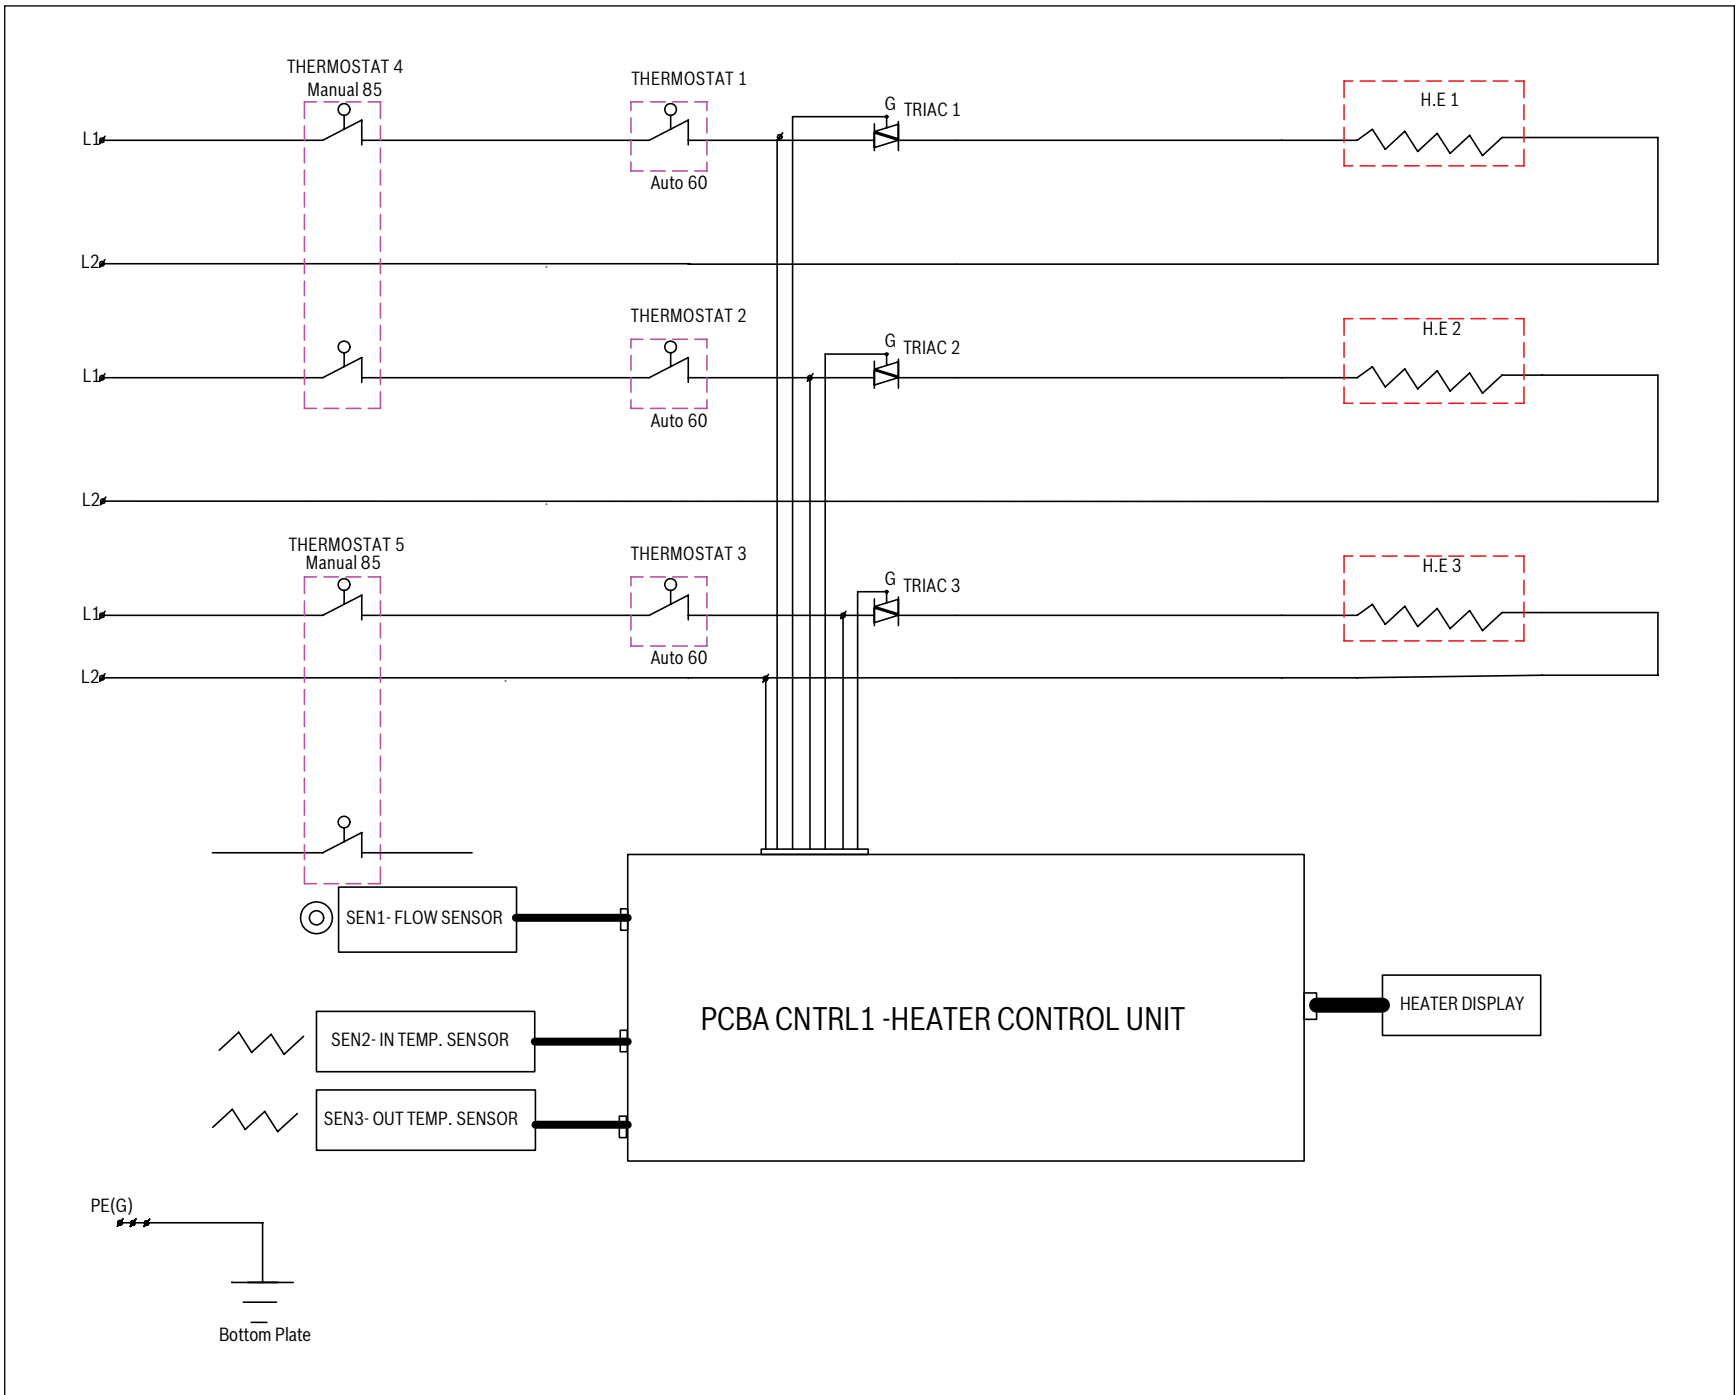 THERMOSTAT 4
Manual 85
THERMOSTAT 1
G
TRIAC 1
H.E 1
L1
Auto 60
L2
THERMOSTAT 2
G
TRIAC 2
H.E 2
L1
Auto 60
L2
THERMOSTAT 5
Manual 85
THERMOSTAT 3
G
TRIAC 3
H.E 3
L1
Auto 60
L2
SEN1- FLOW SENSOR
PCBA CNTRL1 -HEATER CONTROL UNIT
HEATER DISPLAY
SEN2- IN TEMP. SENSOR
SEN3- OUT TEMP. SENSOR
PE(G)
Bottom Plate